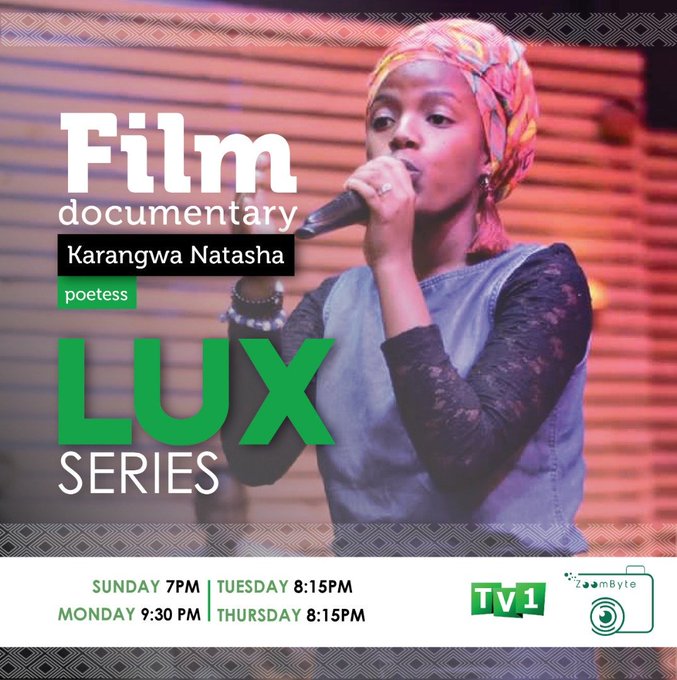 Film
documentary
Karangwa Natasha
poetess
LUX
SERIES
SUNDAY 7PM
MONDAY 9:30 PM
TUESDAY 8:15PM
THURSDAY 8:15PM
TV1
ZoomByte